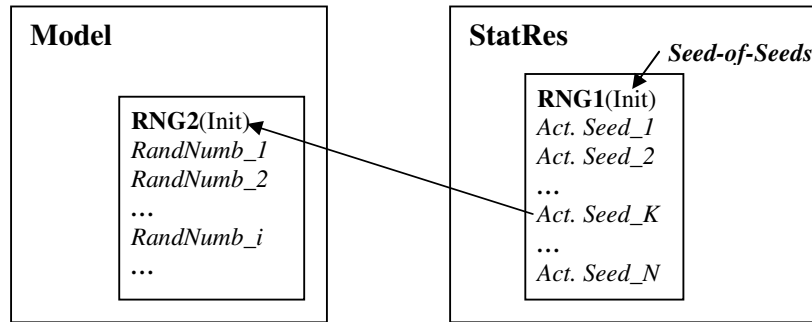 Model
RNG2(Init)
RandNumb_1
RandNumb_2
...
RandNumb_i
...
StatRes
Seed-of-Seeds
RNG1(Init)
Act. Seed_1
Act. Seed_2
...
Act. Seed_K
...
Act. Seed_N